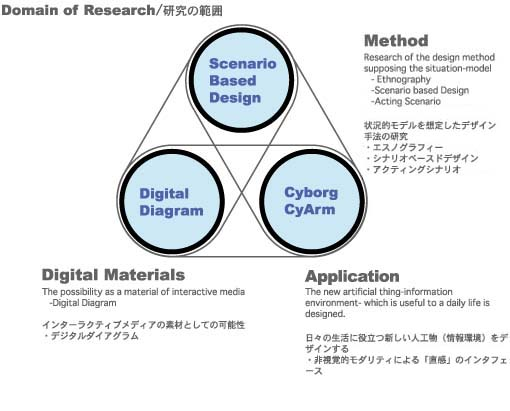 Domain of Research/研究の範囲
Scenario
Based
Design
Method
Research of the design method
supposing the situation-model
- Ethnography
-Scenario based Design
-Acting Scenario
状況的モデルを想定したデザイン
手法の研究
・エスノグラフィー
・シナリオベースドデザイン
・アクティングシナリオ
Digital
Diagram
Cyborg
CyArm
Digital Materials
The possibility as a material of interactive media
-Digital Diagram
インターラクティブメディアの素材としての可能性
・デジタルダイアグラム
Application
The new artificial thing-information
environment- which is useful to a daily life is
designed.
日々の生活に役立つ新しい人工物（情報環境）をデ
ザインする
・非視覚的モダリティによる「直感」のインタフェ
ース